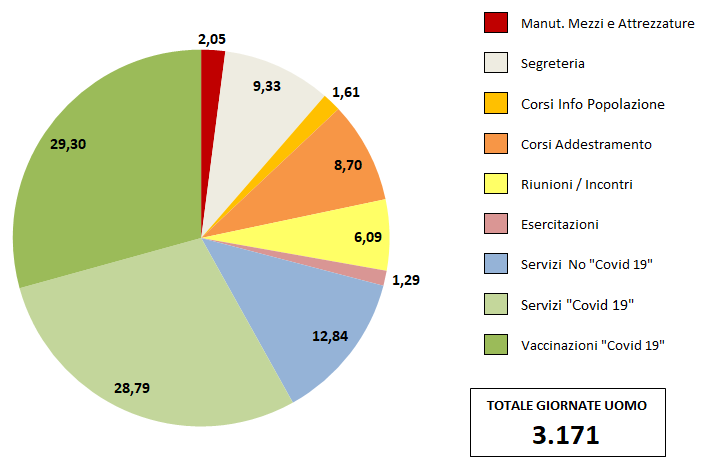 2,05
9,33
1,61
8,70
6,09
1,29
12,84
28,79
29,30
Manut. Mezzi e Attrezzature
Segreteria
Corsi Info Popolazione
Corsi Addestramento
Riunioni / Incontri
Esercitazioni
Servizi No "Covid 19"
Servizi "Covid 19"
Vaccinazioni "Covid 19"
TOTALE GIORNATE UOMO
3.171